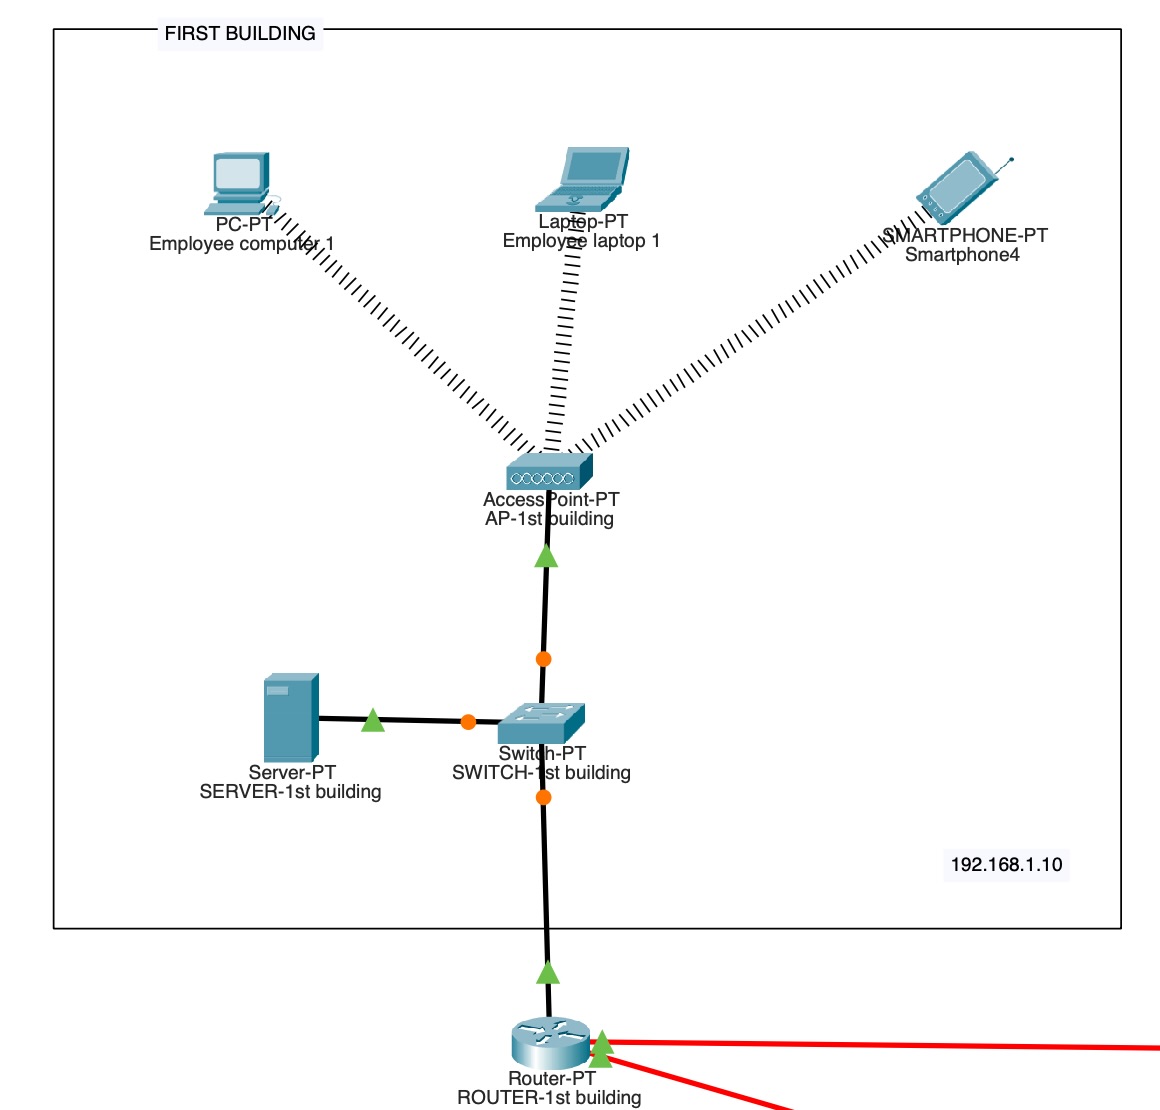 FIRST BUILDING
PC-PT
Employee computer 1
Laptop-PT
Employee laptop 1
SMARTPHONE-PT
Smartphone4
AccessPoint-PT
AP-1st building
Server-PT
SERVER-1st building
Switch-PT
SWITCH-1st building
192.168.1.10
Router-PT
ROUTER-1st building